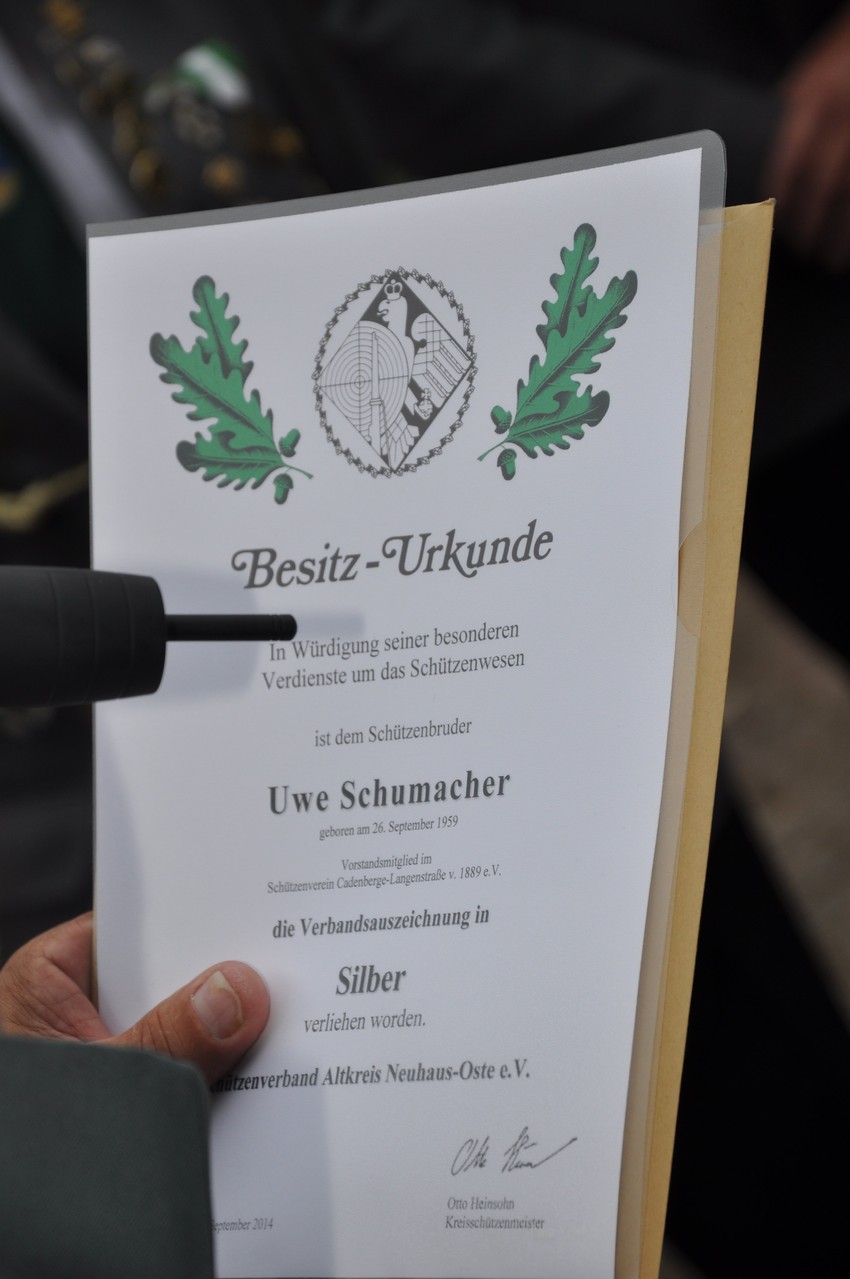 Besitz-Urkunde
In Würdigung seiner besonderen
Verdienste um das Schützenwesen
ist dem Schützenbruder
Uwe Schumacher
geboren am 26. September 1959
Vorstandsmitglied im
Schützenverein Cadenberge-Langenstraße v. 1889 e.V.
die Verbandsauszeichnung in
Silber
verliehen worden.
Altkreis Neuhaus-Oste e.V.
Otto Heinsohn
September 2014
Kreisschützenmeister